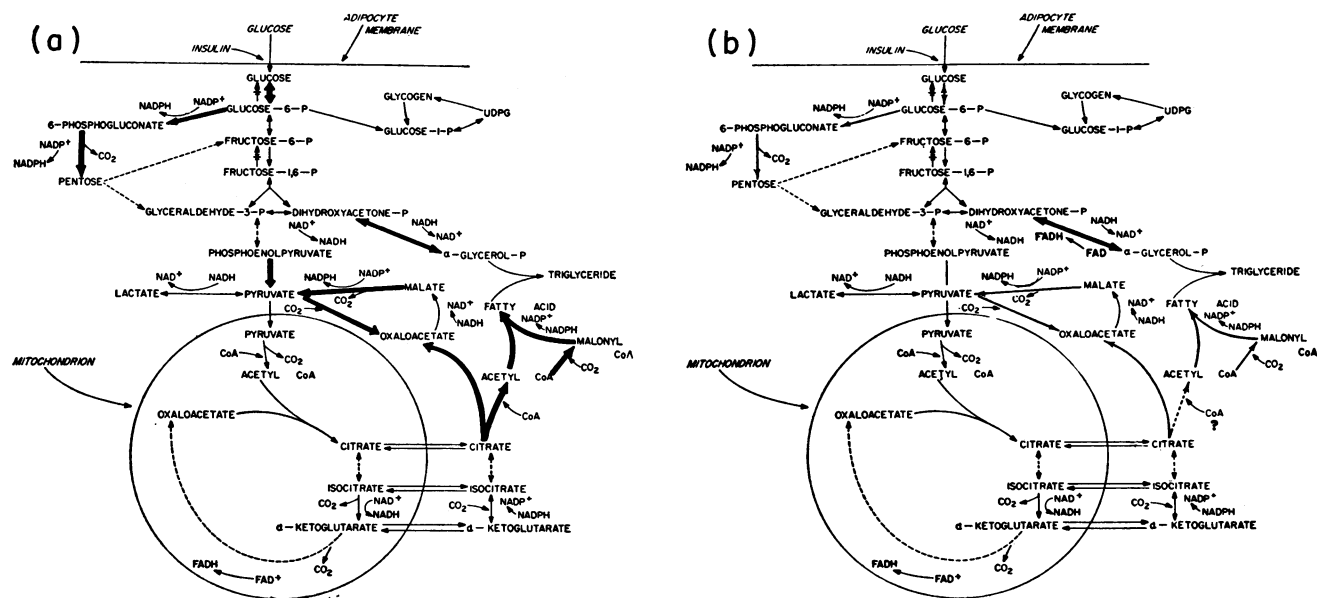 (a)
GLUCOSE
ADIPOCYTE
MEMBRANE
INSULIN
GLUCOSE
NADPH NADP+
GLUCOSE-6-P
GLYCOGEN
UDPG
6-PHOSPHOGLUCONATE
GLUCOSE-1-P
NADP+
NADPH
CO2
FRUCTOSE-6-P
PENTOSE
FRUCTOSE-1,6-P
GLYCERALDEHYDE-3-P
DIHYDROXYACETONE-P
NAD+
NADH
NADH
NAD+
PHOSPHOENOLPYRUVATE
α-GLYCEROL-P
TRIGLYCERIDE
NAD+ NADH
NADPH NADP+
LACTATE
PYRUVATE
CO2
MALATE
CO2
NAD+
NADH
FATTY ACID
NADP+
NADPH
PYRUVATE
OXALOACETATE
MALONYL
CoA
MITOCHONDRION
CoA
CO2
CO2
ACETYL CoA
ACETYL CoA
OXALOACETATE
CoA
CITRATE
CITRATE
ISOCITRATE
ISOCITRATE
CO2
NAD+
NADH
CO2
NADP+
NADPH
α-KETOGLUTARATE
α-KETOGLUTARATE
CO2
FADH
FAD+
(b)
GLUCOSE
ADIPOCYTE
MEMBRANE
INSULIN
GLUCOSE
NADPH NADP+
GLUCOSE-6-P
GLYCOGEN
UDPG
6-PHOSPHOGLUCONATE
GLUCOSE-1-P
NADP+
NADPH
CO2
FRUCTOSE-6-P
PENTOSE
FRUCTOSE-1,6-P
GLYCERALDEHYDE-3-P
DIHYDROXYACETONE-P
NAD+
NADH
NADH
NAD+
FADH
FAD
PHOSPHOENOLPYRUVATE
α-GLYCEROL-P
TRIGLYCERIDE
NAD+ NADH
NADPH NADP+
LACTATE
PYRUVATE
CO2
MALATE
CO2
NAD+
NADH
FATTY ACID
NADP+
NADPH
PYRUVATE
OXALOACETATE
MALONYL
CoA
MITOCHONDRION
CoA
CO2
CO2
ACETYL CoA
ACETYL CoA
OXALOACETATE
CoA
?
CITRATE
CITRATE
ISOCITRATE
ISOCITRATE
CO2
NAD+
NADH
CO2
NADP+
NADPH
α-KETOGLUTARATE
α-KETOGLUTARATE
CO2
FADH
FAD+